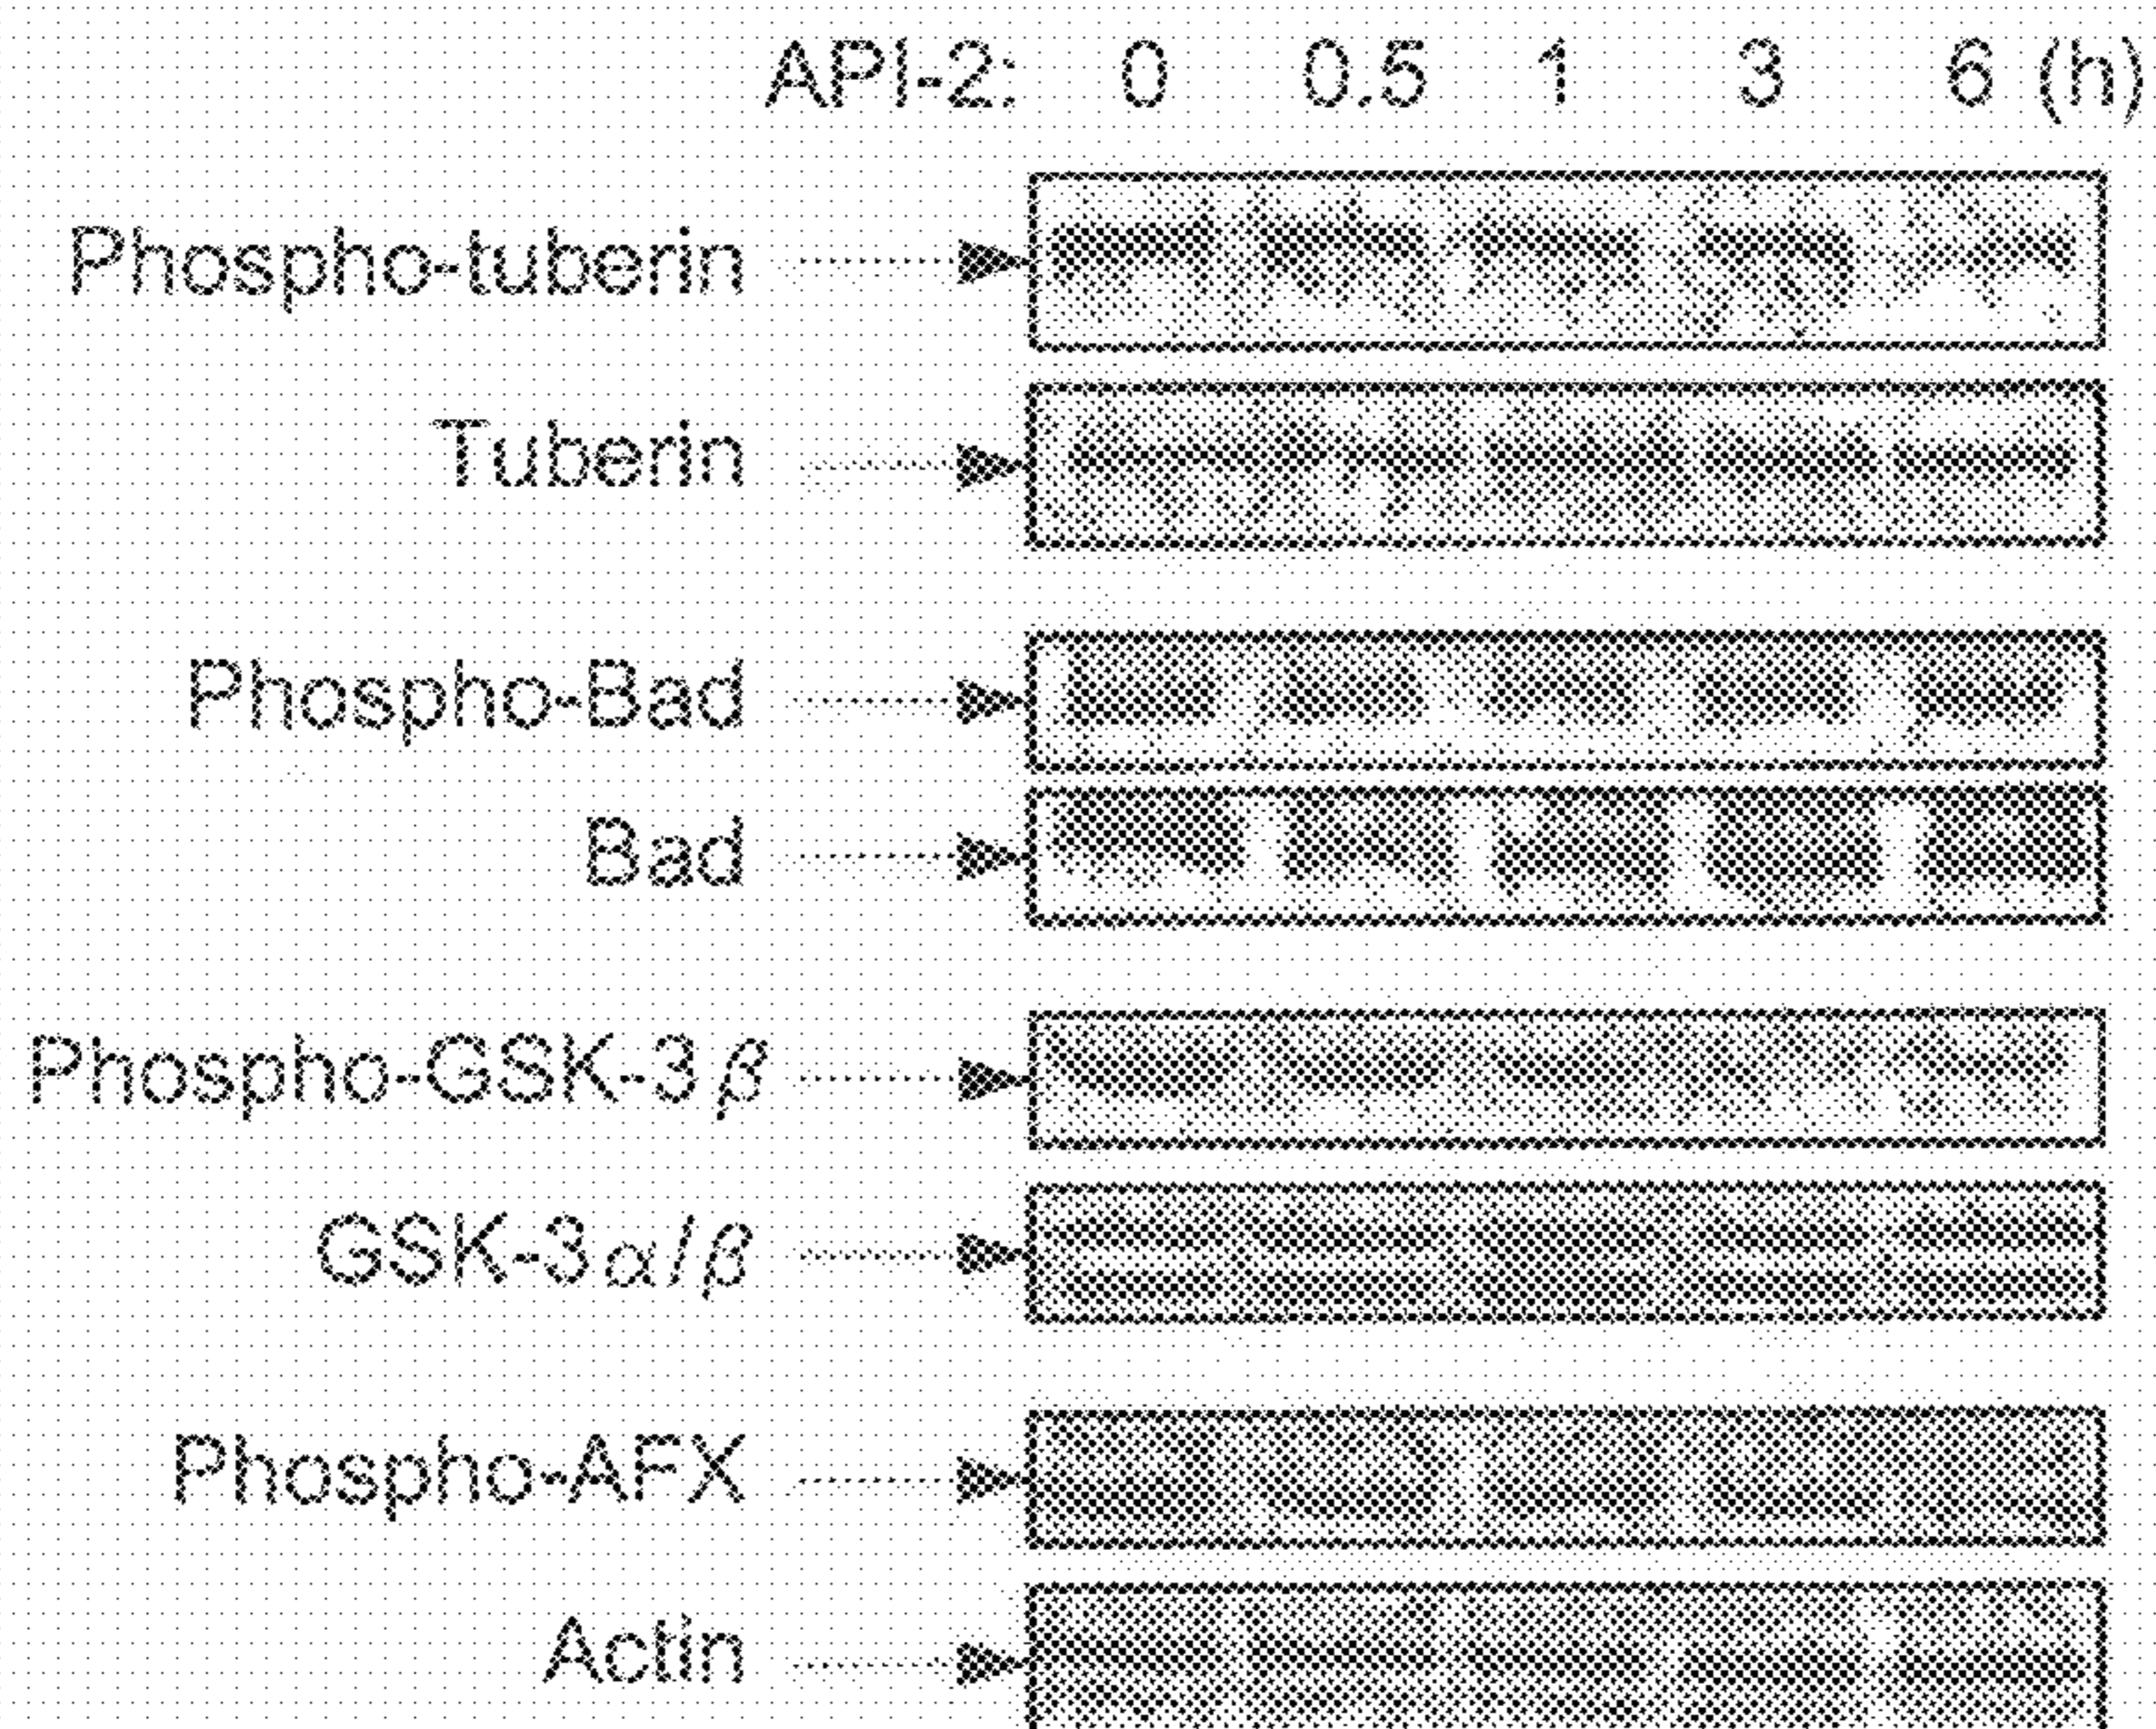 API-2: 0 0.5 1 3 6 (h)
Phospho-tuberin
Tuberin
Phospho-Bad
Bad
Phospho-GSK-3β
GSK-3α/β
Phospho-AFX
Actin